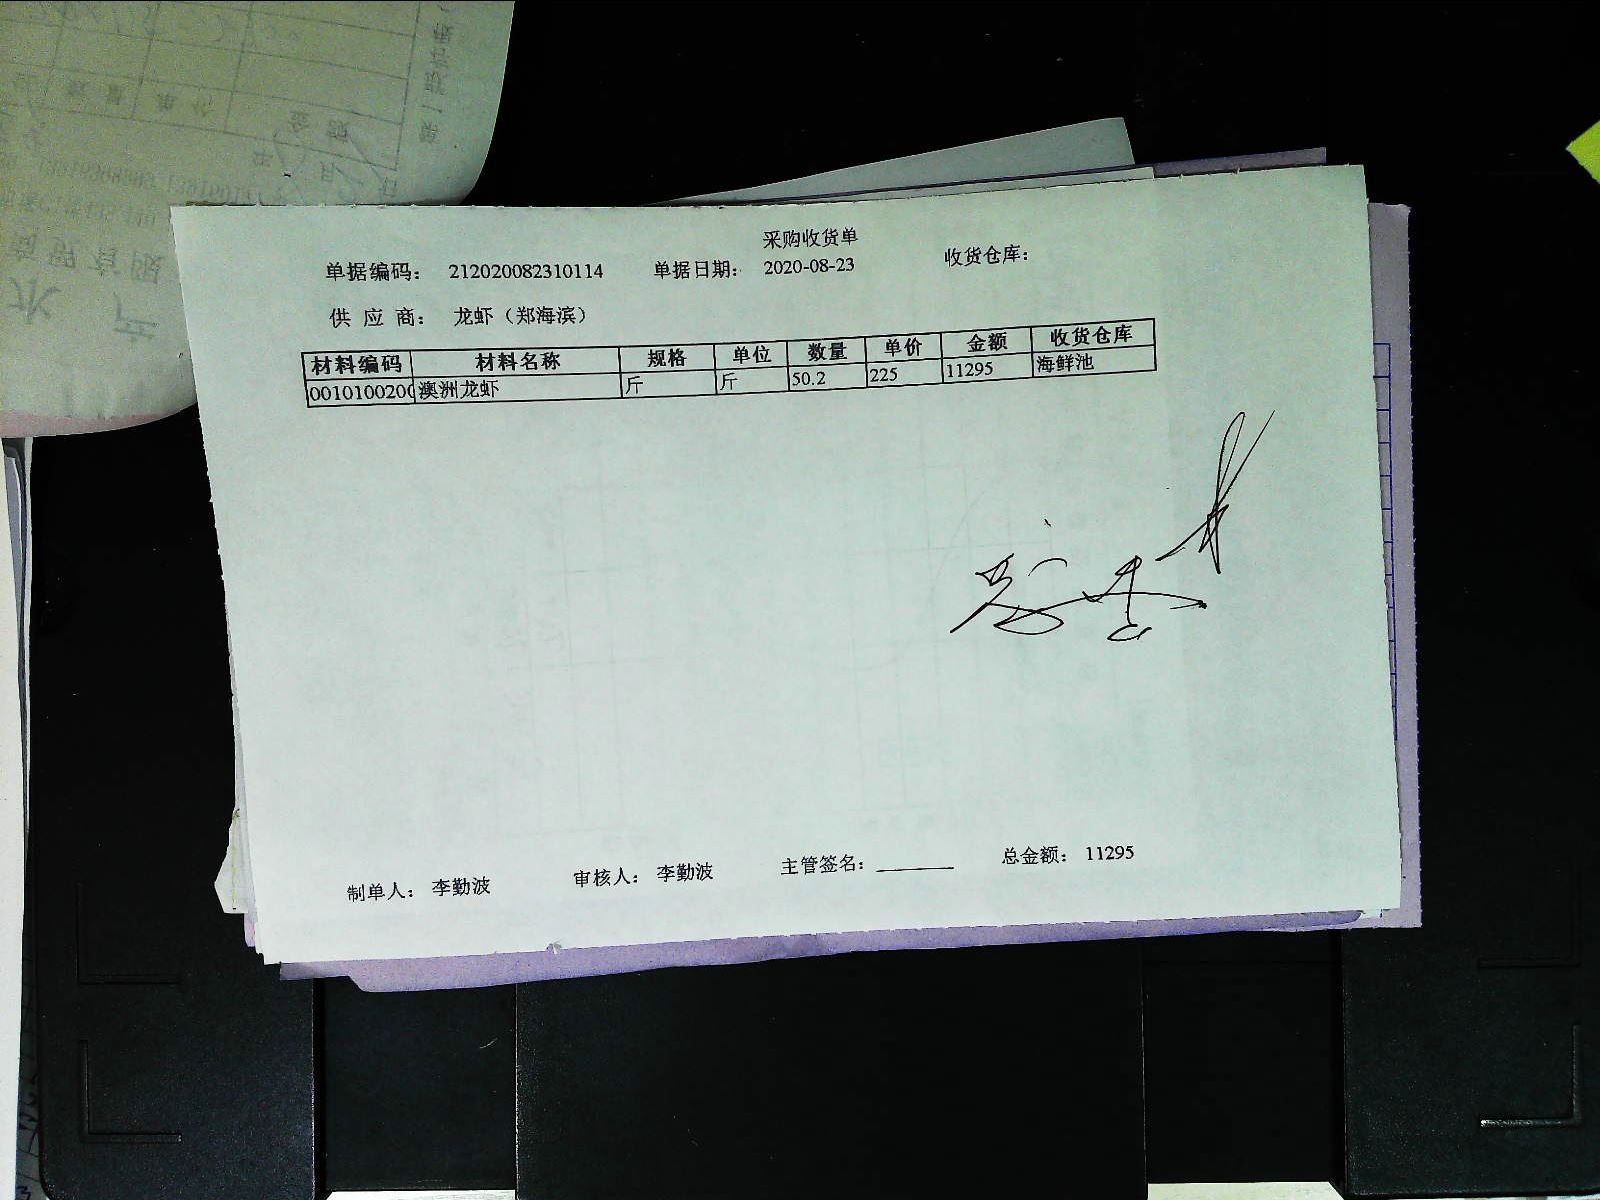 采购收货单
单据编码： 212020082310114 单据日期： 2020-08-23 收货仓库：
供 应 商： 龙虾（郑海滨）
材料编码 材料名称 规格 单位 数量 单价 金额 收货仓库
0010100200 澳洲龙虾 斤 斤 50.2 225 11295 海鲜池
制单人： 李勤波 审核人： 李勤波 主管签名： 总金额： 11295